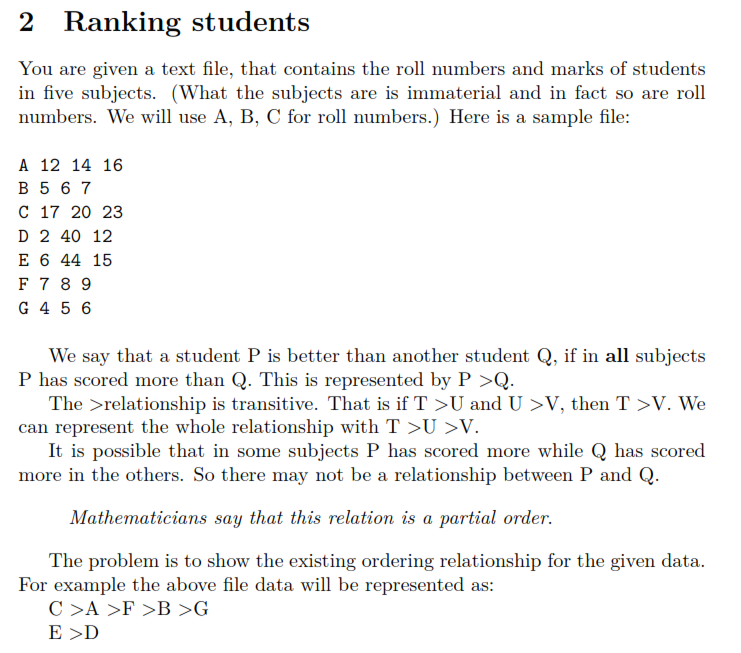 2 Ranking students
You are given a text file, that contains the roll numbers and marks of students
in five subjects. (What the subjects are is immaterial and in fact so are roll
numbers. We will use A, B, C for roll numbers.) Here is a sample file:
A 12 14 16
B 5 6 7
C 17 20 23
D 2 40 12
E 6 44 15
F 7 8 9
G 4 5 6
We say that a student P is better than another student Q, if in all subjects
P has scored more than Q. This is represented by P >Q.
The >relationship is transitive. That is if T >U and U >V, then T >V. We
can represent the whole relationship with T >U >V.
It is possible that in some subjects P has scored more while Q has scored
more in the others. So there may not be a relationship between P and Q.
Mathematicians say that this relation is a partial order.
The problem is to show the existing ordering relationship for the given data.
For example the above file data will be represented as:
C >A >F >B >G
E >D